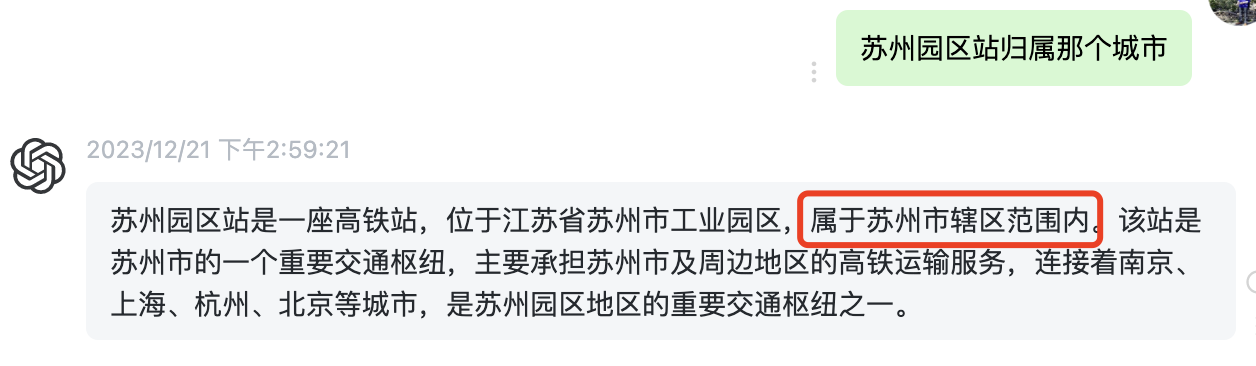 苏州园区站归属那个城市
2023/12/21 下午2:59:21
苏州园区站是一座高铁站，位于江苏省苏州市工业园区，属于苏州市辖区范围内。该站是
苏州市的一个重要交通枢纽，主要承担苏州市及周边地区的高铁运输服务，连接着南京、
上海、杭州、北京等城市，是苏州园区地区的重要交通枢纽之一。